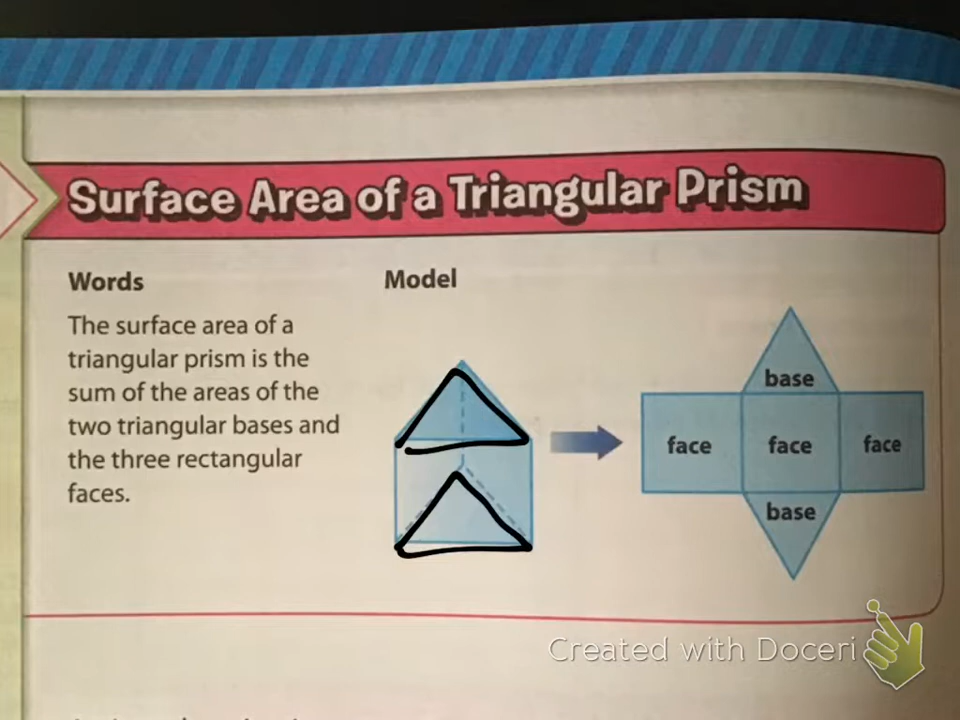 Surface Area of a Triangular Prism
Words
The surface area of a
triangular prism is the
sum of the areas of the
two triangular bases and
the three rectangular
faces.
Model
base
face face face
base
Created with Doceri